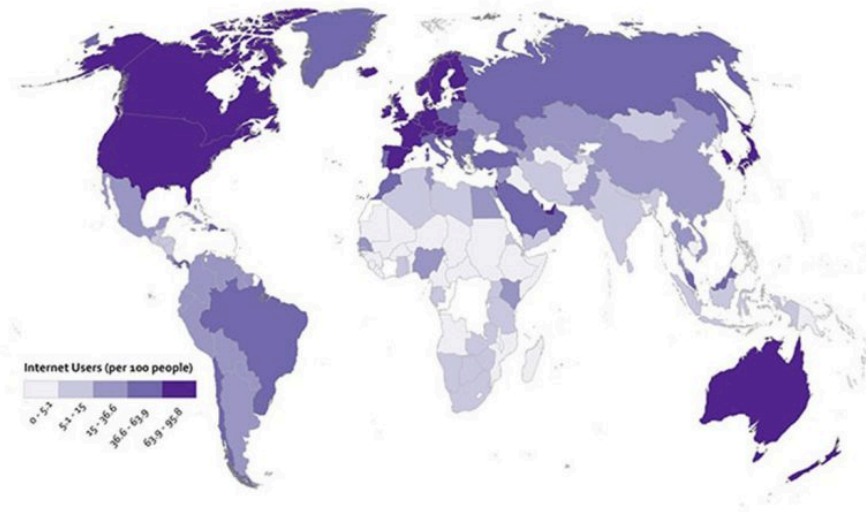 Internet Users (per 100 people)
0 - 5.1
5.1 - 15
15 - 36.6
36.6 - 63.9
63.9 - 95.8